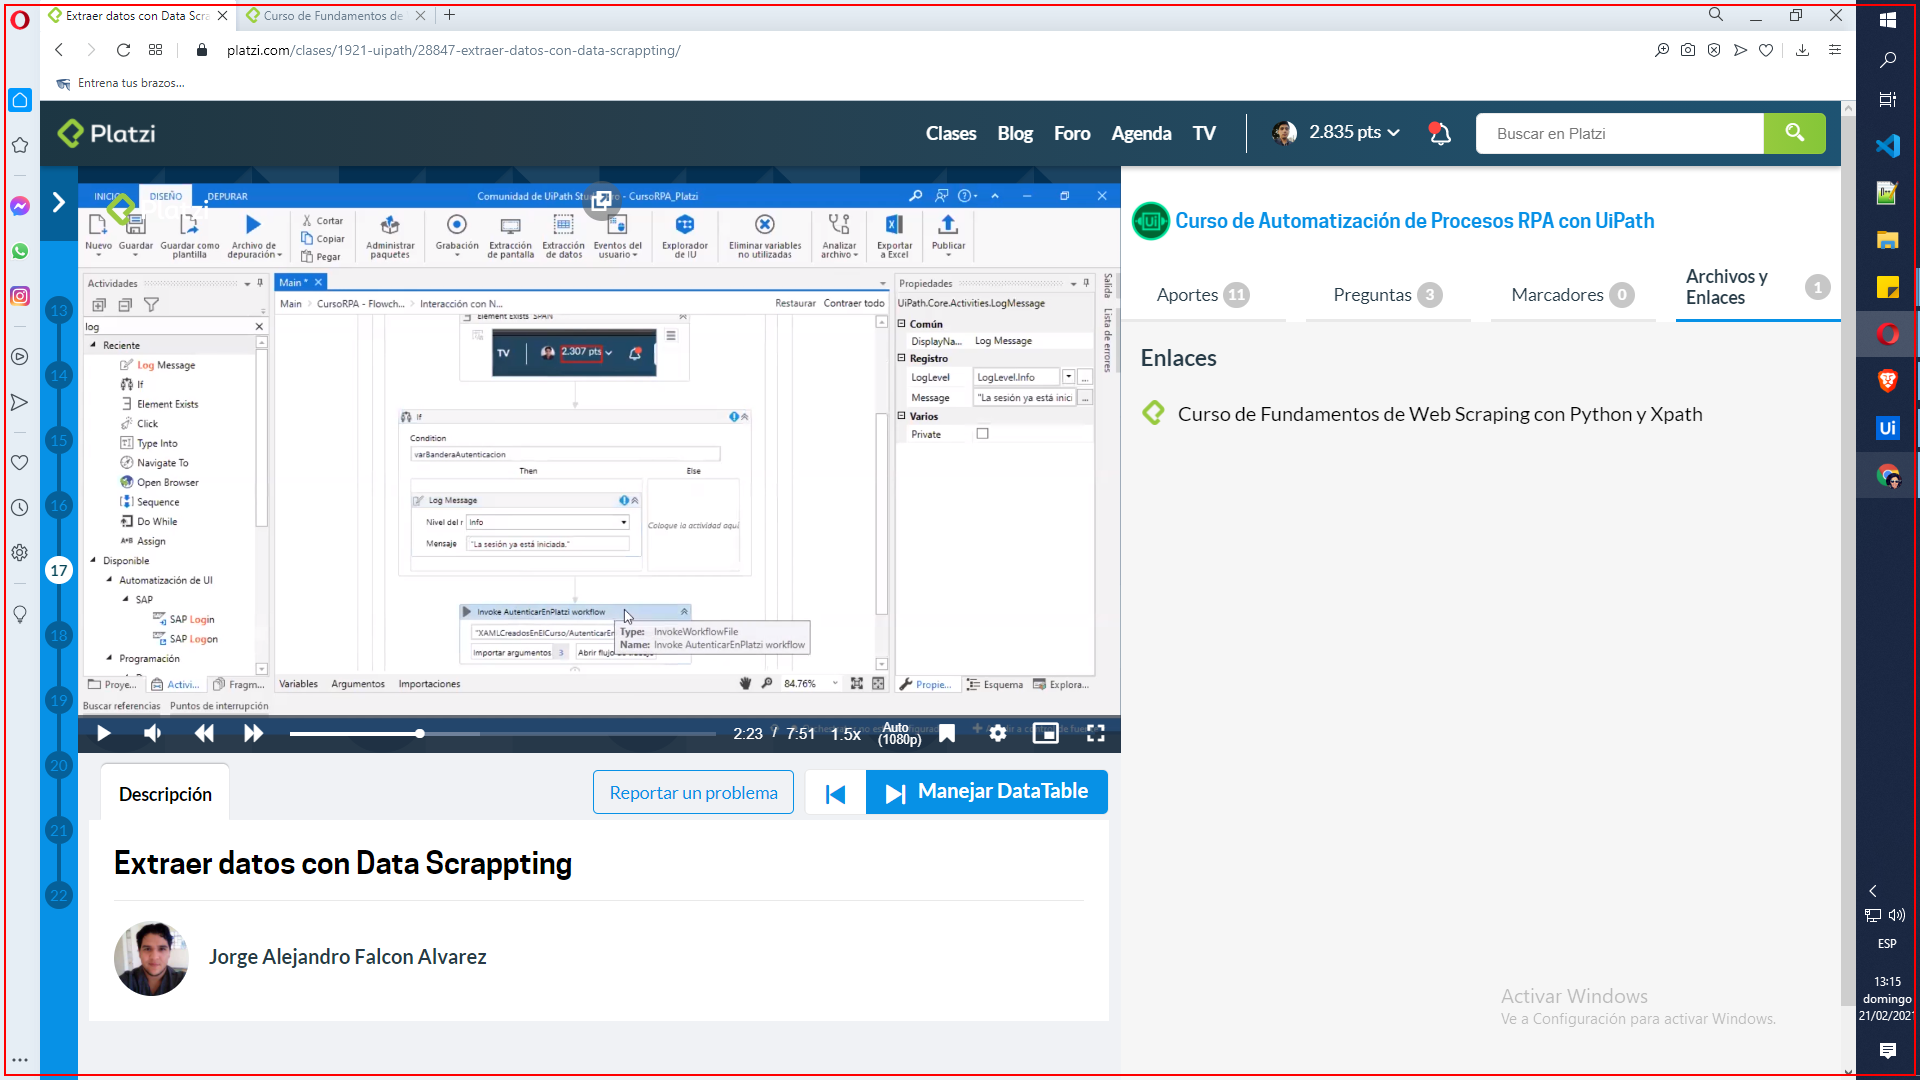 Extraer datos con Data Scra
Curso de Fundamentos de
platzi.com/clases/1921-uipath/28847-extraer-datos-con-data-scrappting/
Entrena tus brazos...
Platzi
Clases
Blog
Foro
Agenda
TV
2.835 pts
Buscar en Platzi
INICIO
DISEÑO
DEPURAR
CursoRPA_Platzi
Nuevo
Guardar
Guardar como plantilla
Archivo de depuración
Cortar
Copiar
Pegar
Administrar paquetes
Grabación
Extracción de pantalla
Extracción de datos
Eventos del usuario
Explorador de IU
Eliminar variables no utilizadas
Analizar archivo
Exportar a Excel
Publicar
Actividades
log
Reciente
Log Message
If
Element Exists
Click
Type Into
Navigate To
Open Browser
Sequence
Do While
Assign
Disponible
Automatización de UI
SAP
SAP Login
SAP Logon
Programación
Proye...
Activi...
Fragm...
Buscar referencias
Puntos de interrupción
Main *
Main
CursoRPA - Flowch...
Interacción con N...
Restaurar
Contraer todo
Element Exists 'SPAN'
TV
2.307 pts
If
Condition
varBanderaAutenticacion
Then
Else
Log Message
Nivel del r
Info
Mensaje
"La sesión ya está iniciada."
Coloque la actividad aquí
Invoke AutenticarEnPlatzi workflow
"XAMLCreadosEnElCurso/AutenticarEn
Importar argumentos
3
Type: InvokeWorkflowFile
Name: Invoke AutenticarEnPlatzi workflow
Variables
Argumentos
Importaciones
84.76%
Propiedades
UiPath.Core.Activities.LogMessage
Común
DisplayNa...
Log Message
Registro
LogLevel
LogLevel.Info
Message
"La sesión ya está inici
Varios
Private
Propie...
Esquema
Explora...
Salida
Lista de errores
2:23 / 7:51
1.5x
Auto
(1080p)
13
14
15
16
17
18
19
20
21
22
Descripción
Reportar un problema
Manejar DataTable
Extraer datos con Data Scrappting
Jorge Alejandro Falcon Alvarez
Curso de Automatización de Procesos RPA con UiPath
Aportes
11
Preguntas
3
Marcadores
0
Archivos y
Enlaces
1
Enlaces
Curso de Fundamentos de Web Scraping con Python y Xpath
Activar Windows
Ve a Configuración para activar Windows.
Ui
ESP
13:15
domingo
21/02/202